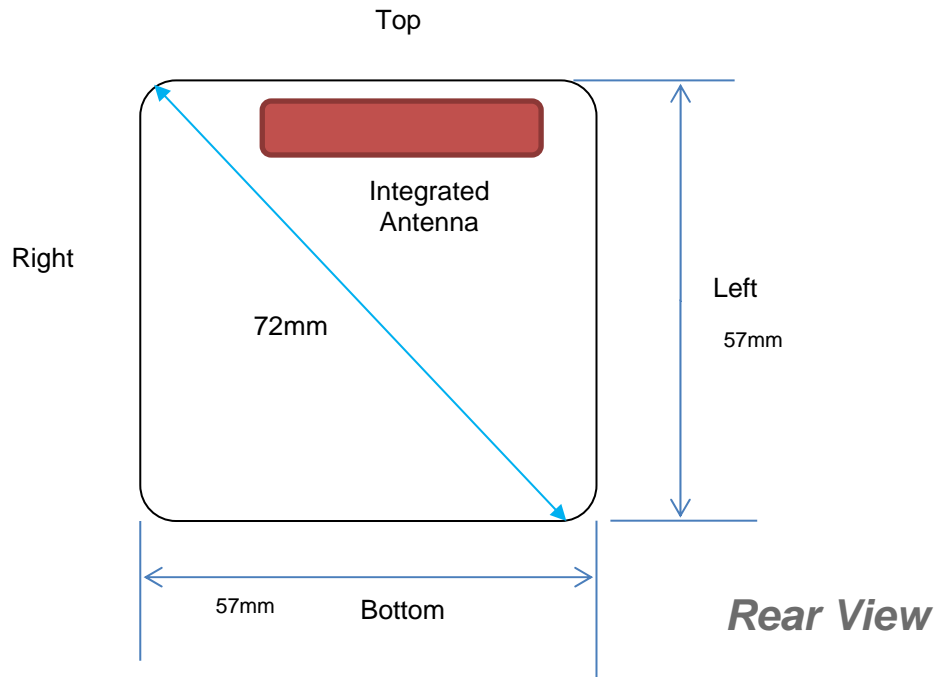 Top
Integrated
Antenna
Right
Left
72mm
57mm
57mm
Bottom
Rear View